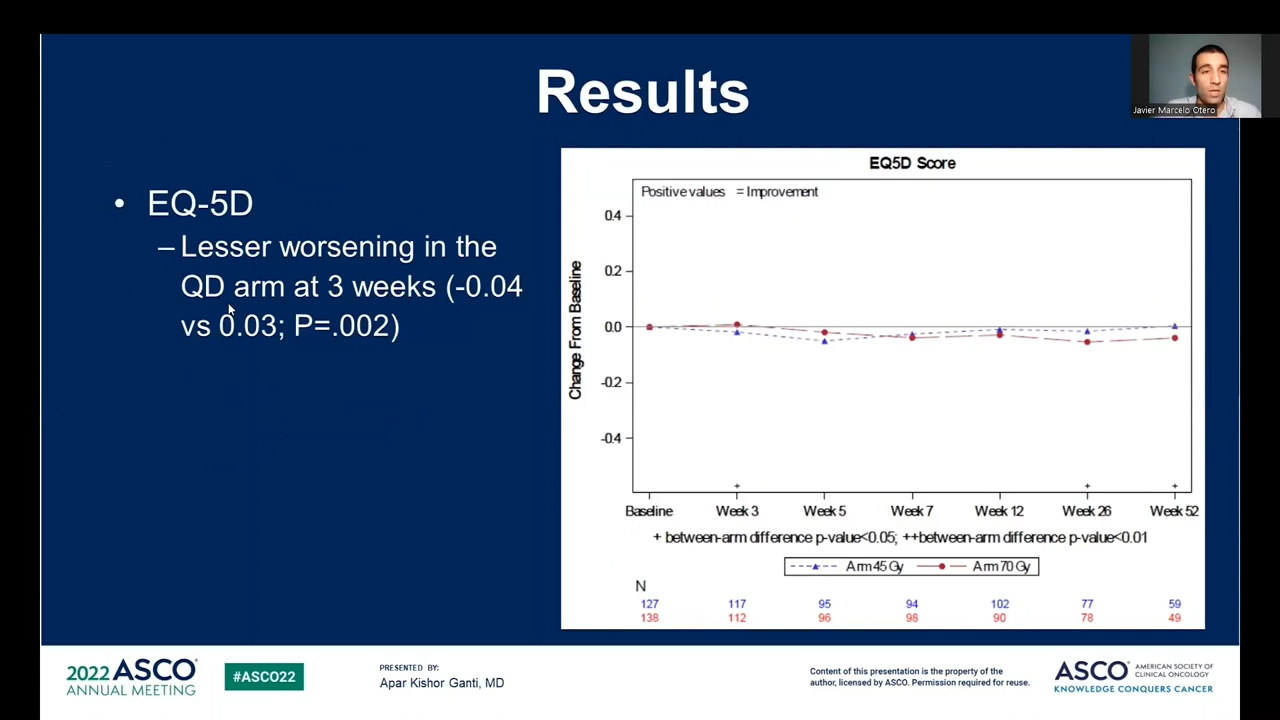 Results
Javier Marcelo Otero
• EQ-5D
– Lesser worsening in the
QD arm at 3 weeks (-0.04
vs 0.03; P=.002)
EQ5D Score
Positive values = Improvement
Change From Baseline
0.4
0.2
0.0
-0.2
-0.4
+ + +
Baseline Week 3 Week 5 Week 7 Week 12 Week 26 Week 52
+ between-arm difference p-value<0.05; ++between-arm difference p-value<0.01
Arm 45 Gy Arm 70 Gy
N
127 117 95 94 102 77 59
138 112 96 98 90 78 49
2022 ASCO®
ANNUAL MEETING
#ASCO22
PRESENTED BY:
Apar Kishor Ganti, MD
Content of this presentation is the property of the
author, licensed by ASCO. Permission required for reuse.
ASCO® AMERICAN SOCIETY OF
CLINICAL ONCOLOGY
KNOWLEDGE CONQUERS CANCER